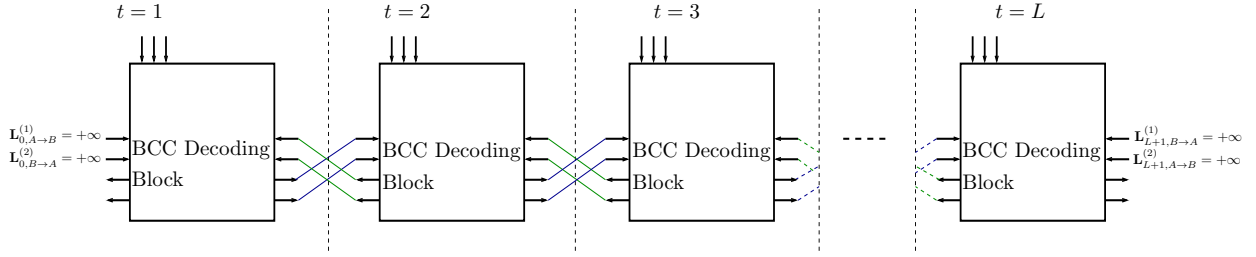 t = 1
t = 2
t = 3
t = L
L^{(1)}_{0,A→B} = +∞
L^{(2)}_{0,B→A} = +∞
BCC Decoding
Block
BCC Decoding
Block
BCC Decoding
Block
BCC Decoding
Block
L^{(1)}_{L+1,B→A} = +∞
L^{(2)}_{L+1,A→B} = +∞